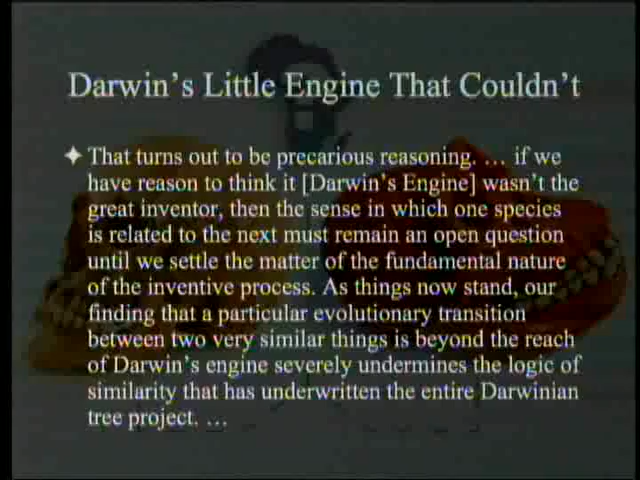 Darwin's Little Engine That Couldn't
That turns out to be precarious reasoning. … if we
have reason to think it [Darwin's Engine] wasn't the
great inventor, then the sense in which one species
is related to the next must remain an open question
until we settle the matter of the fundamental nature
of the inventive process. As things now stand, our
finding that a particular evolutionary transition
between two very similar things is beyond the reach
of Darwin's engine severely undermines the logic of
similarity that has underwritten the entire Darwinian
tree project. …